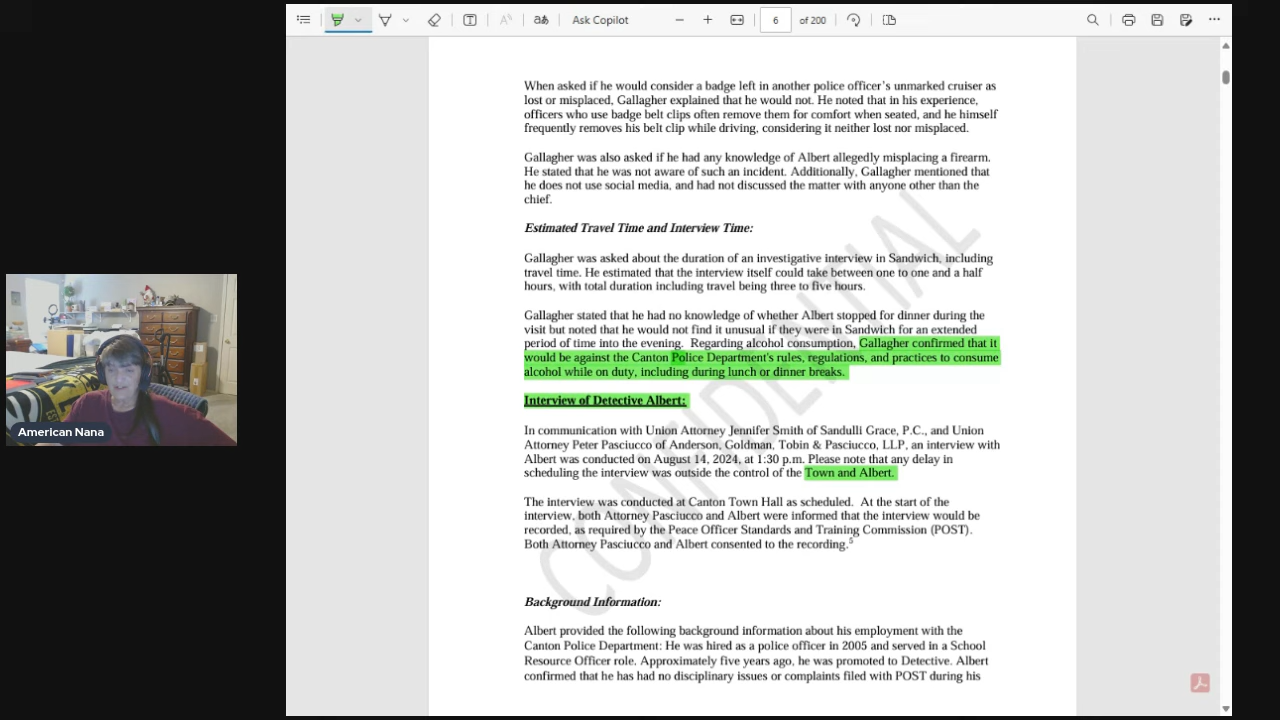 Ask Copilot
6 of 200
When asked if he would consider a badge left in another police officer's unmarked cruiser as
lost or misplaced, Gallagher explained that he would not. He noted that in his experience,
officers who use badge belt clips often remove them for comfort when seated, and he himself
frequently removes his belt clip while driving, considering it neither lost nor misplaced.
Gallagher was also asked if he had any knowledge of Albert allegedly misplacing a firearm.
He stated that he was not aware of such an incident. Additionally, Gallagher mentioned that
he does not use social media, and had not discussed the matter with anyone other than the
chief.
Estimated Travel Time and Interview Time:
Gallagher was asked about the duration of an investigative interview in Sandwich, including
travel time. He estimated that the interview itself could take between one to one and a half
hours, with total duration including travel being three to five hours.
Gallagher stated that he had no knowledge of whether Albert stopped for dinner during the
visit but noted that he would not find it unusual if they were in Sandwich for an extended
period of time into the evening. Regarding alcohol consumption, Gallagher confirmed that it
would be against the Canton Police Department's rules, regulations, and practices to consume
alcohol while on duty, including during lunch or dinner breaks.
Interview of Detective Albert:
In communication with Union Attorney Jennifer Smith of Sandulli Grace, P.C., and Union
Attorney Peter Pasciucco of Anderson, Goldman, Tobin & Pasciucco, LLP, an interview with
Albert was conducted on August 14, 2024, at 1:30 p.m. Please note that any delay in
scheduling the interview was outside the control of the Town and Albert.
The interview was conducted at Canton Town Hall as scheduled. At the start of the
interview, both Attorney Pasciucco and Albert were informed that the interview would be
recorded, as required by the Peace Officer Standards and Training Commission (POST).
Both Attorney Pasciucco and Albert consented to the recording.5
Background Information:
Albert provided the following background information about his employment with the
Canton Police Department: He was hired as a police officer in 2005 and served in a School
Resource Officer role. Approximately five years ago, he was promoted to Detective. Albert
confirmed that he has had no disciplinary issues or complaints filed with POST during his
CONFIDENTIAL
American Nana